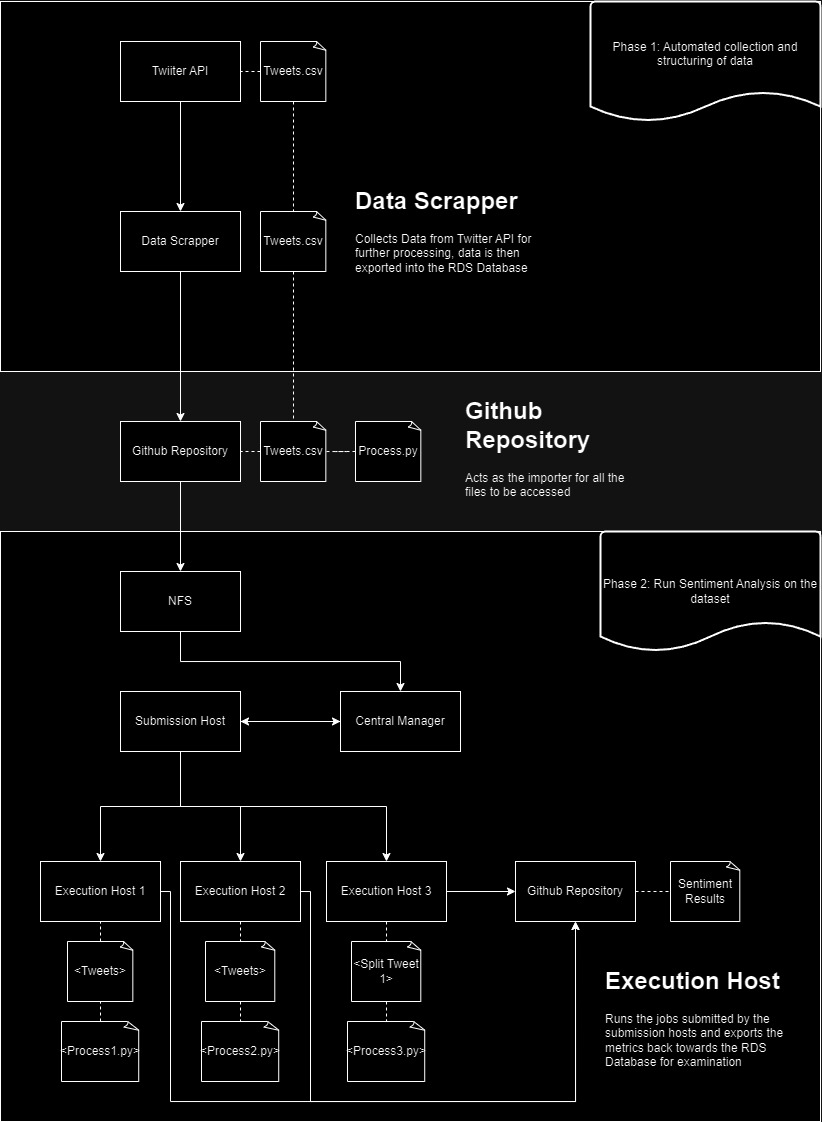 Phase 1: Automated collection and
structuring of data
Twiiter API
Tweets.csv
Data Scrapper
Collects Data from Twitter API for
further processing, data is then
exported into the RDS Database
Data Scrapper
Tweets.csv
Github
Repository
Acts as the importer for all the
files to be accessed
Github Repository
Tweets.csv
Process.py
Phase 2: Run Sentiment Analysis on the
dataset
NFS
Submission Host
Central Manager
Execution Host 1
Execution Host 2
Execution Host 3
Github Repository
Sentiment
Results
<Tweets>
<Tweets>
<Split Tweet
1>
<Process1.py>
<Process2.py>
<Process3.py>
Execution Host
Runs the jobs submitted by the
submission hosts and exports the
metrics back towards the RDS
Database for examination